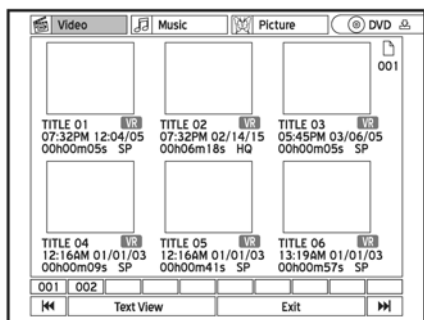 Video Music Picture DVD
001
TITLE 01 VR TITLE 02 VR TITLE 03 VR
07:32PM 12:04/05 07:32PM 02/14/15 05:45PM 03/06/05
00h00m05s SP 00h06m18s HQ 00h00m05s SP
TITLE 04 VR TITLE 05 VR TITLE 06 VR
12:16AM 01/01/03 12:16AM 01/01/03 13:19AM 01/01/03
00h00m09s SP 00h00m41s SP 00h00m57s SP
001 002
Text View Exit